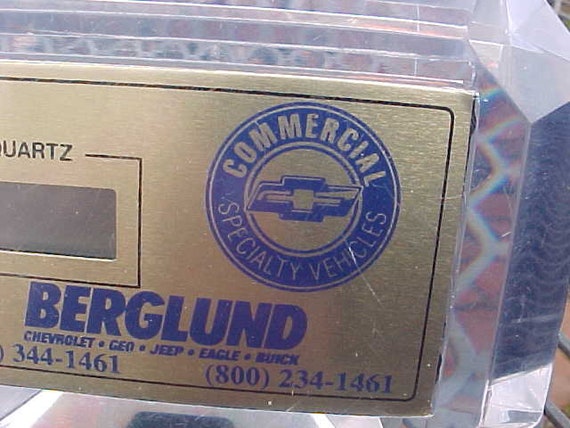 QUARTZ
COMMERCIAL
SPECIALTY VEHICLES
BERGLUND
CHEVROLET • GEO • JEEP • EAGLE • BUICK
) 344-1461 (800) 234-1461